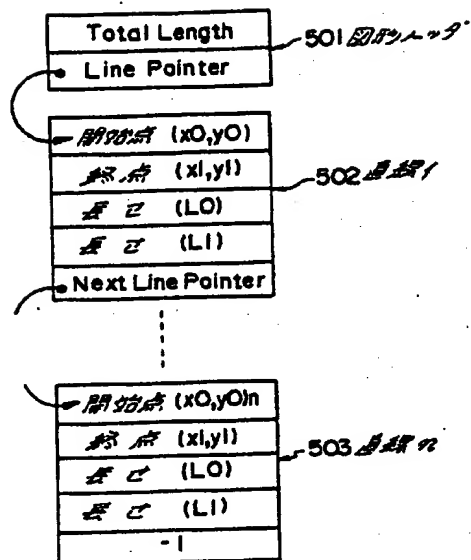 Total Length
501 図形ヘッダ
Line Pointer
開始点 (x0,y0)
終点 (x1,y1)
502 直線1
長さ (L0)
長さ (L1)
Next Line Pointer
開始点 (x0,y0)n
終点 (x1,y1)
503 直線n
長さ (L0)
長さ (L1)
-1